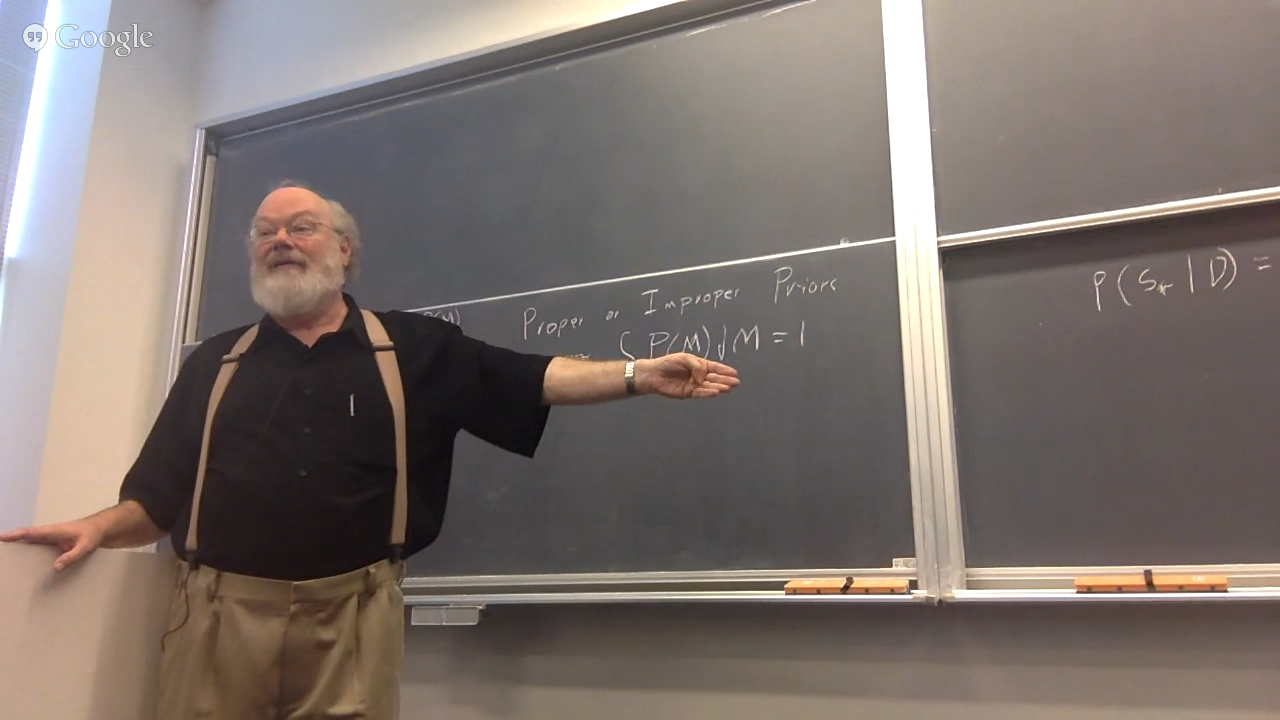 Google
P(M)
Proper or Improper Priors
∫ P(M) dM = 1
P(S* | D) =